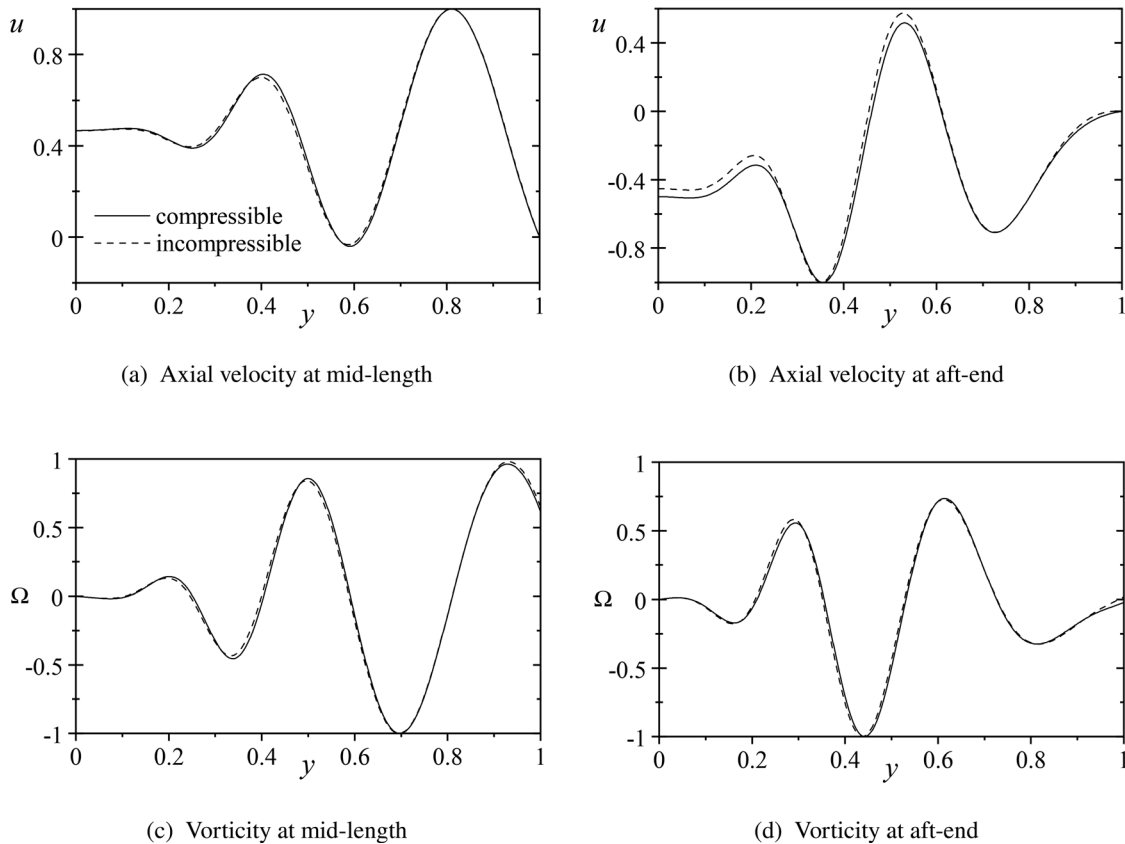 u
0.8
0.4
0
compressible
incompressible
0 0.2 0.4 0.6 0.8 1
y
(a) Axial velocity at mid-length
u
0.4
0
-0.4
-0.8
0 0.2 0.4 0.6 0.8 1
y
(b) Axial velocity at aft-end
1
0.5
Ω 0
-0.5
-1
0 0.2 0.4 0.6 0.8 1
y
(c) Vorticity at mid-length
1
0.5
Ω 0
-0.5
-1
0 0.2 0.4 0.6 0.8 1
y
(d) Vorticity at aft-end